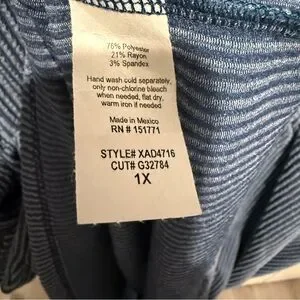 76% Polyester
21% Rayon
3% Spandex
Hand wash cold separately,
only non-chlorine bleach
when needed, flat dry,
warm iron if needed
Made in Mexico
RN # 151771
STYLE# XAD4716
CUT# G32784
1X